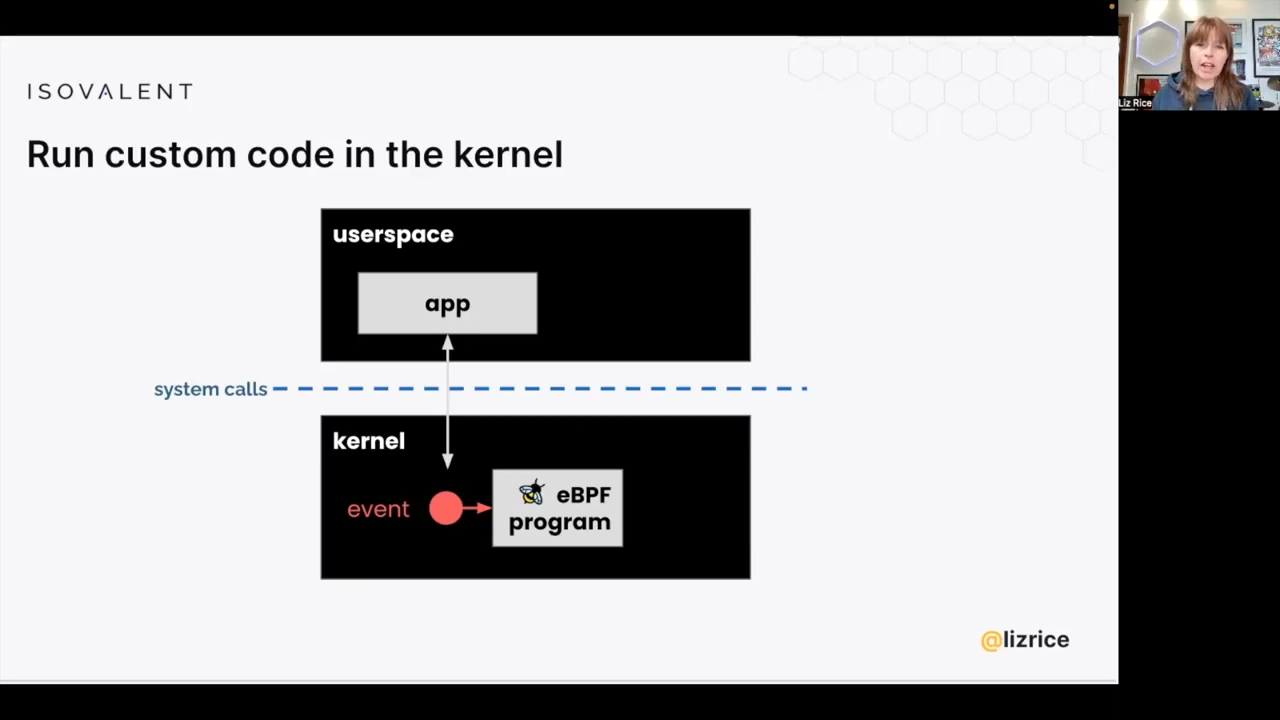 ISOVALENT
Run custom code in the kernel
userspace
app
system calls
kernel
event
eBPF
program
@lizrice
Liz Rice